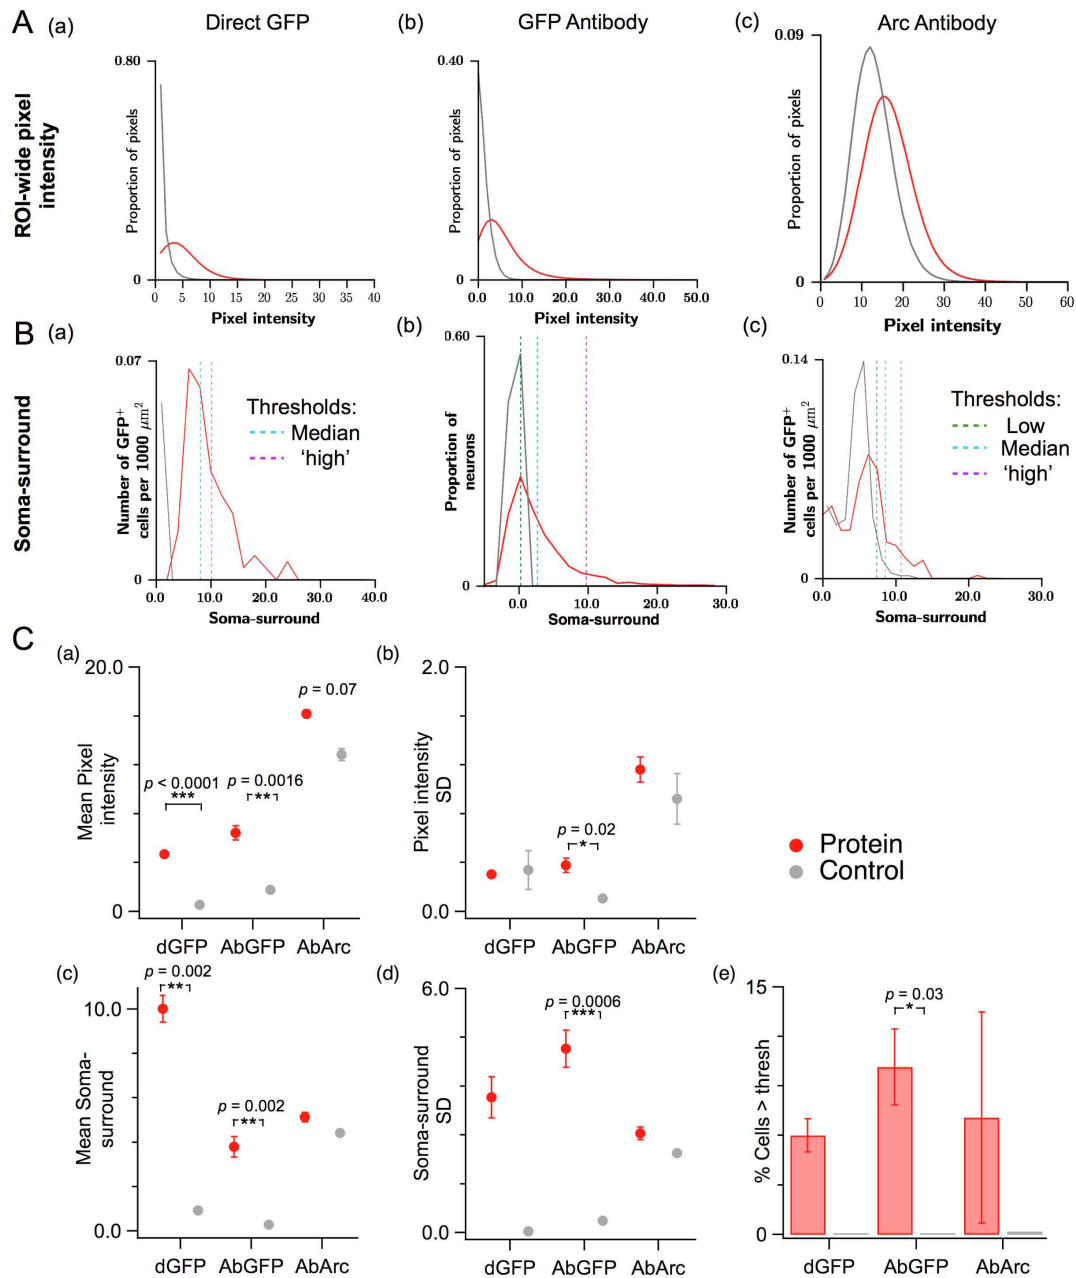 A (a) Direct GFP (b) GFP Antibody (c) Arc Antibody
ROI-wide pixel
intensity
0.80
Proportion of pixels
0
0 5 10 15 20 25 30 35 40
Pixel intensity
0.40
Proportion of pixels
0
0.0 10.0 20.0 30.0 40.0 50.0
Pixel intensity
0.09
Proportion of pixels
0
0 10 20 30 40 50 60
Pixel intensity
B (a) (b) (c)
Soma-surround
0.07
Number of GFP+
cells per 1000 μm2
0
0.0 10.0 20.0 30.0 40.0
Soma-surround
Thresholds:
Median
‘high’
0.60
Proportion of
neurons
0
0.0 10.0 20.0 30.0
Soma-surround
0.14
Number of GFP+
cells per 1000 μm2
0
0.0 10.0 20.0 30.0
Soma-surround
Thresholds:
Low
Median
‘high’
C
(a)
20.0
Mean Pixel
intensity
0
p < 0.0001
***
p = 0.0016
**
p = 0.07
dGFP AbGFP AbArc
(b)
2.0
Pixel intensity
SD
0.0
p = 0.02
*
dGFP AbGFP AbArc
Protein
Control
(c)
10.0
Mean Soma-
surround
0.0
p = 0.002
**
p = 0.002
**
dGFP AbGFP AbArc
(d)
6.0
Soma-surround
SD
0.0
p = 0.0006
***
dGFP AbGFP AbArc
(e)
15
% Cells > thresh
0
p = 0.03
*
dGFP AbGFP AbArc